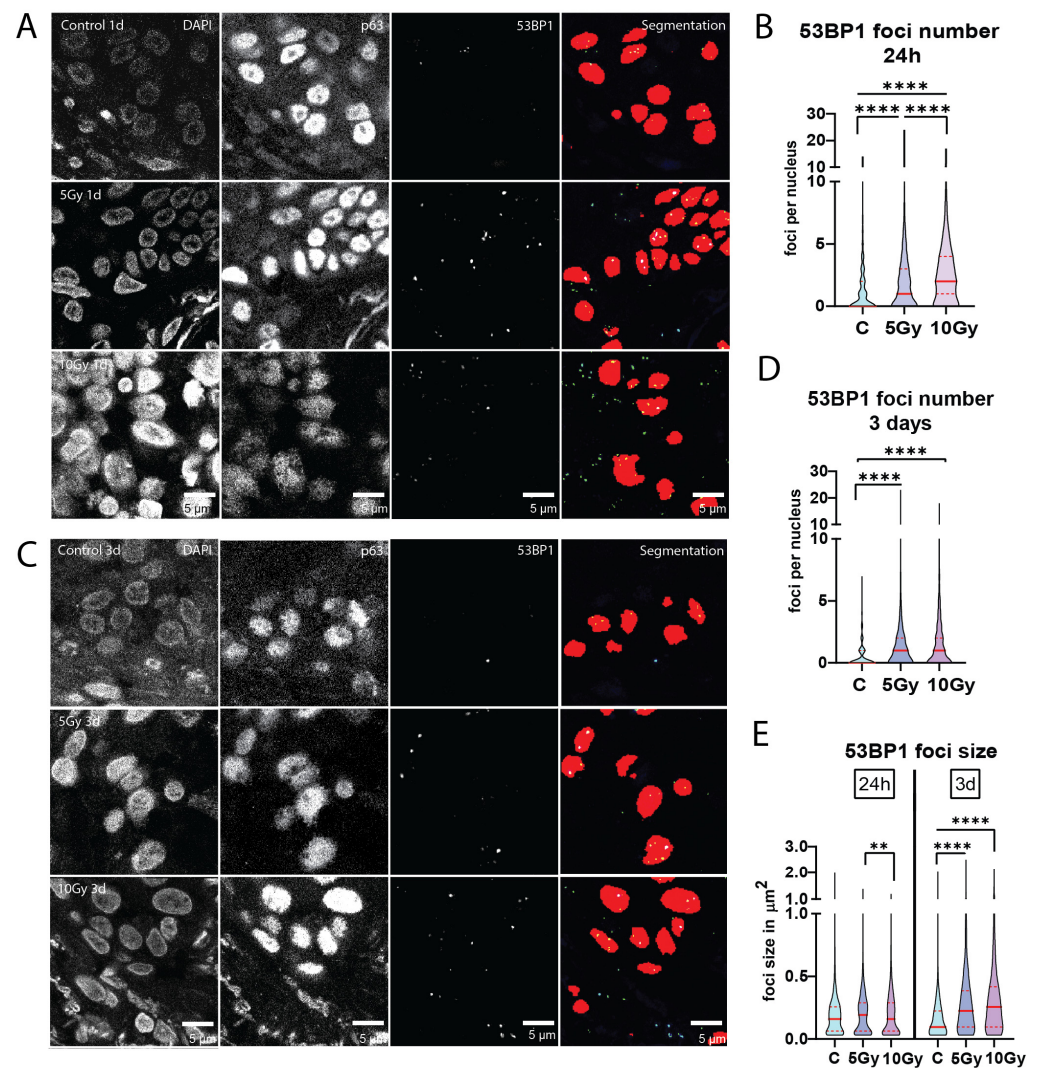 A
Control 1d
DAPI
p63
53BP1
Segmentation
5Gy 1d
10Gy 1d
5 μm
5 μm
5 μm
5 μm
B
53BP1 foci number
24h
****
**** ****
foci per nucleus
30
20
10
10
5
0
C 5Gy 10Gy
C
Control 3d
DAPI
p63
53BP1
Segmentation
5Gy 3d
10Gy 3d
5 μm
5 μm
5 μm
5 μm
D
53BP1 foci number
3 days
****
****
foci per nucleus
30
20
10
10
5
0
C 5Gy 10Gy
E
53BP1 foci size
24h
3d
****
** ****
foci size in μm²
3.0
2.0
1.0
1.0
0.5
0.0
C 5Gy 10Gy C 5Gy 10Gy